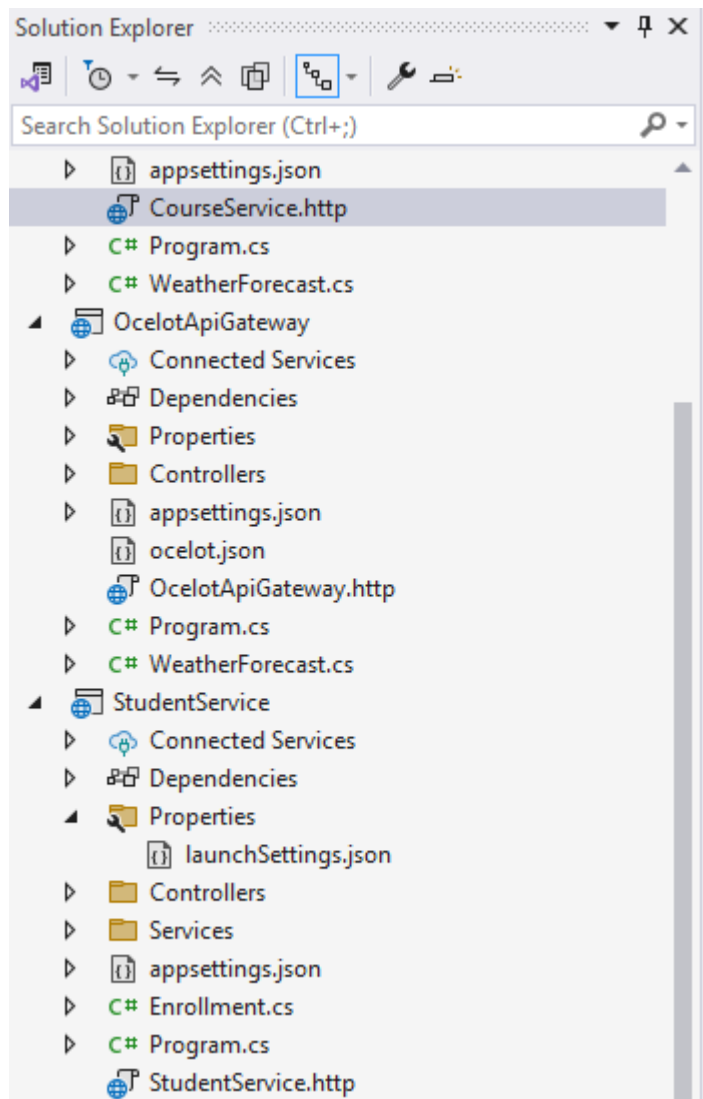 Solution Explorer
Search Solution Explorer (Ctrl+;)
appsettings.json
CourseService.http
C# Program.cs
C# WeatherForecast.cs
OcelotApiGateway
Connected Services
Dependencies
Properties
Controllers
appsettings.json
ocelot.json
OcelotApiGateway.http
C# Program.cs
C# WeatherForecast.cs
StudentService
Connected Services
Dependencies
Properties
launchSettings.json
Controllers
Services
appsettings.json
C# Enrollment.cs
C# Program.cs
StudentService.http